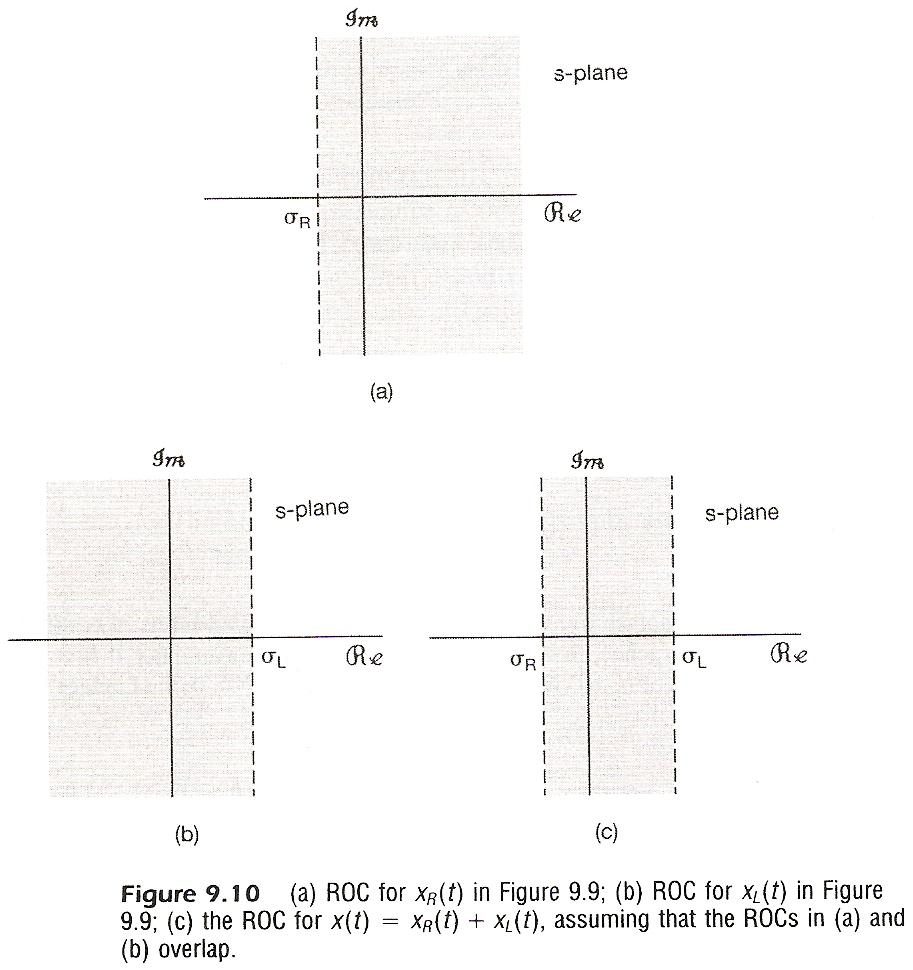 ℐ𝓂
s-plane
σR
ℛℯ
(a)
ℐ𝓂
s-plane
σL
ℛℯ
(b)
ℐ𝓂
s-plane
σR
σL
ℛℯ
(c)
Figure 9.10 (a) ROC for xR(t) in Figure 9.9; (b) ROC for xL(t) in Figure
9.9; (c) the ROC for x(t) = xR(t) + xL(t), assuming that the ROCs in (a) and
(b) overlap.